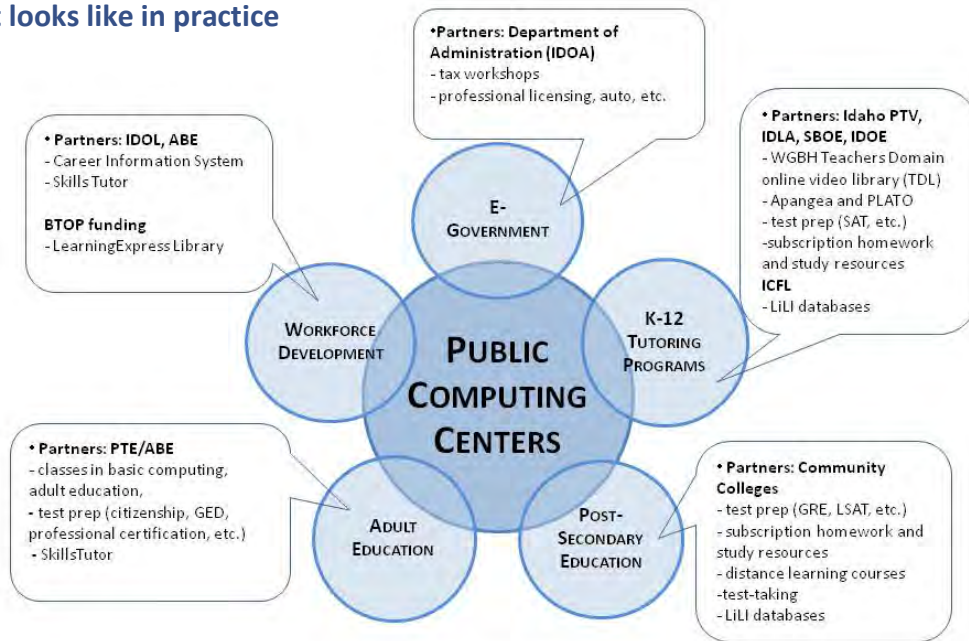 looks like in practice
•Partners: Department of
Administration (IDOA)
- tax workshops
- professional licensing, auto, etc.
• Partners: IDOL, ABE
- Career Information System
- Skills Tutor
BTOP funding
- LearningExpress Library
• Partners: Idaho PTV,
IDLA, SBOE, IDOE
- WGBH Teachers Domain
online video library (TDL)
- Apangea and PLATO
- test prep (SAT, etc.)
-subscription homework
and study resources
ICFL
- LiLI databases
E-
GOVERNMENT
WORKFORCE
DEVELOPMENT
K-12
TUTORING
PROGRAMS
PUBLIC
COMPUTING
CENTERS
ADULT
EDUCATION
POST-
SECONDARY
EDUCATION
• Partners: PTE/ABE
- classes in basic computing,
adult education,
- test prep (citizenship, GED,
professional certification, etc.)
- SkillsTutor
• Partners: Community
Colleges
- test prep (GRE, LSAT, etc.)
- subscription homework and
study resources
- distance learning courses
-test-taking
- LiLI databases